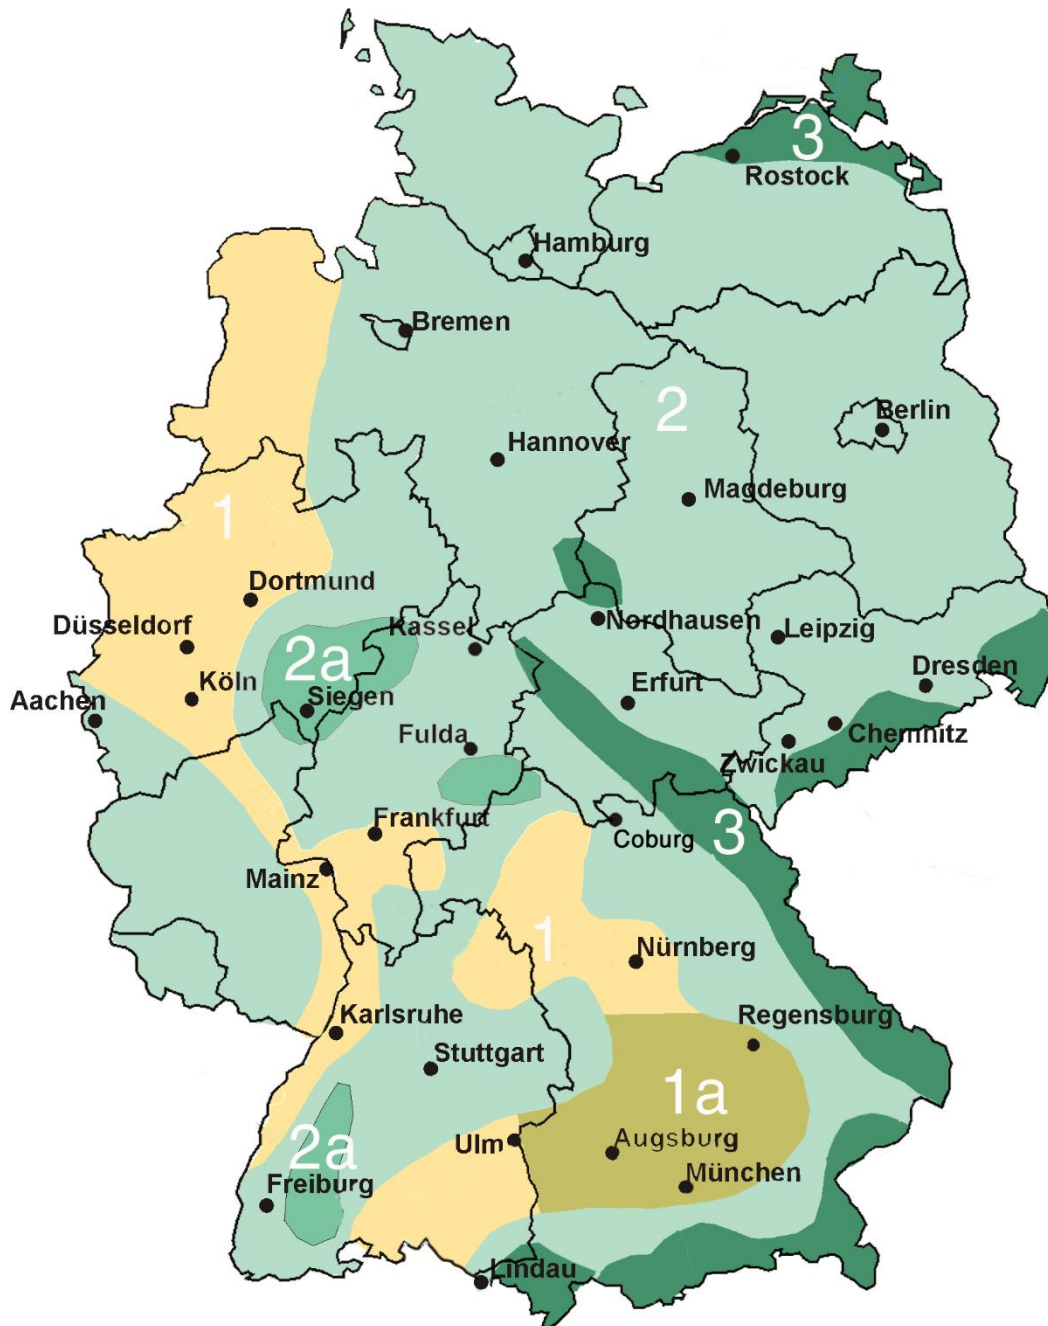 3
Rostock
Hamburg
Bremen
2
Berlin
Hannover
Magdeburg
1
Dortmund
Düsseldorf
Kassel
Nordhausen
Leipzig
2a
Siegen
Köln
Aachen
Erfurt
Dresden
Fulda
Chemnitz
Zwickau
Frankfurt
Coburg
3
Mainz
1
Nürnberg
Karlsruhe
Regensburg
Stuttgart
1a
Ulm
Augsburg
2a
Freiburg
München
Lindau